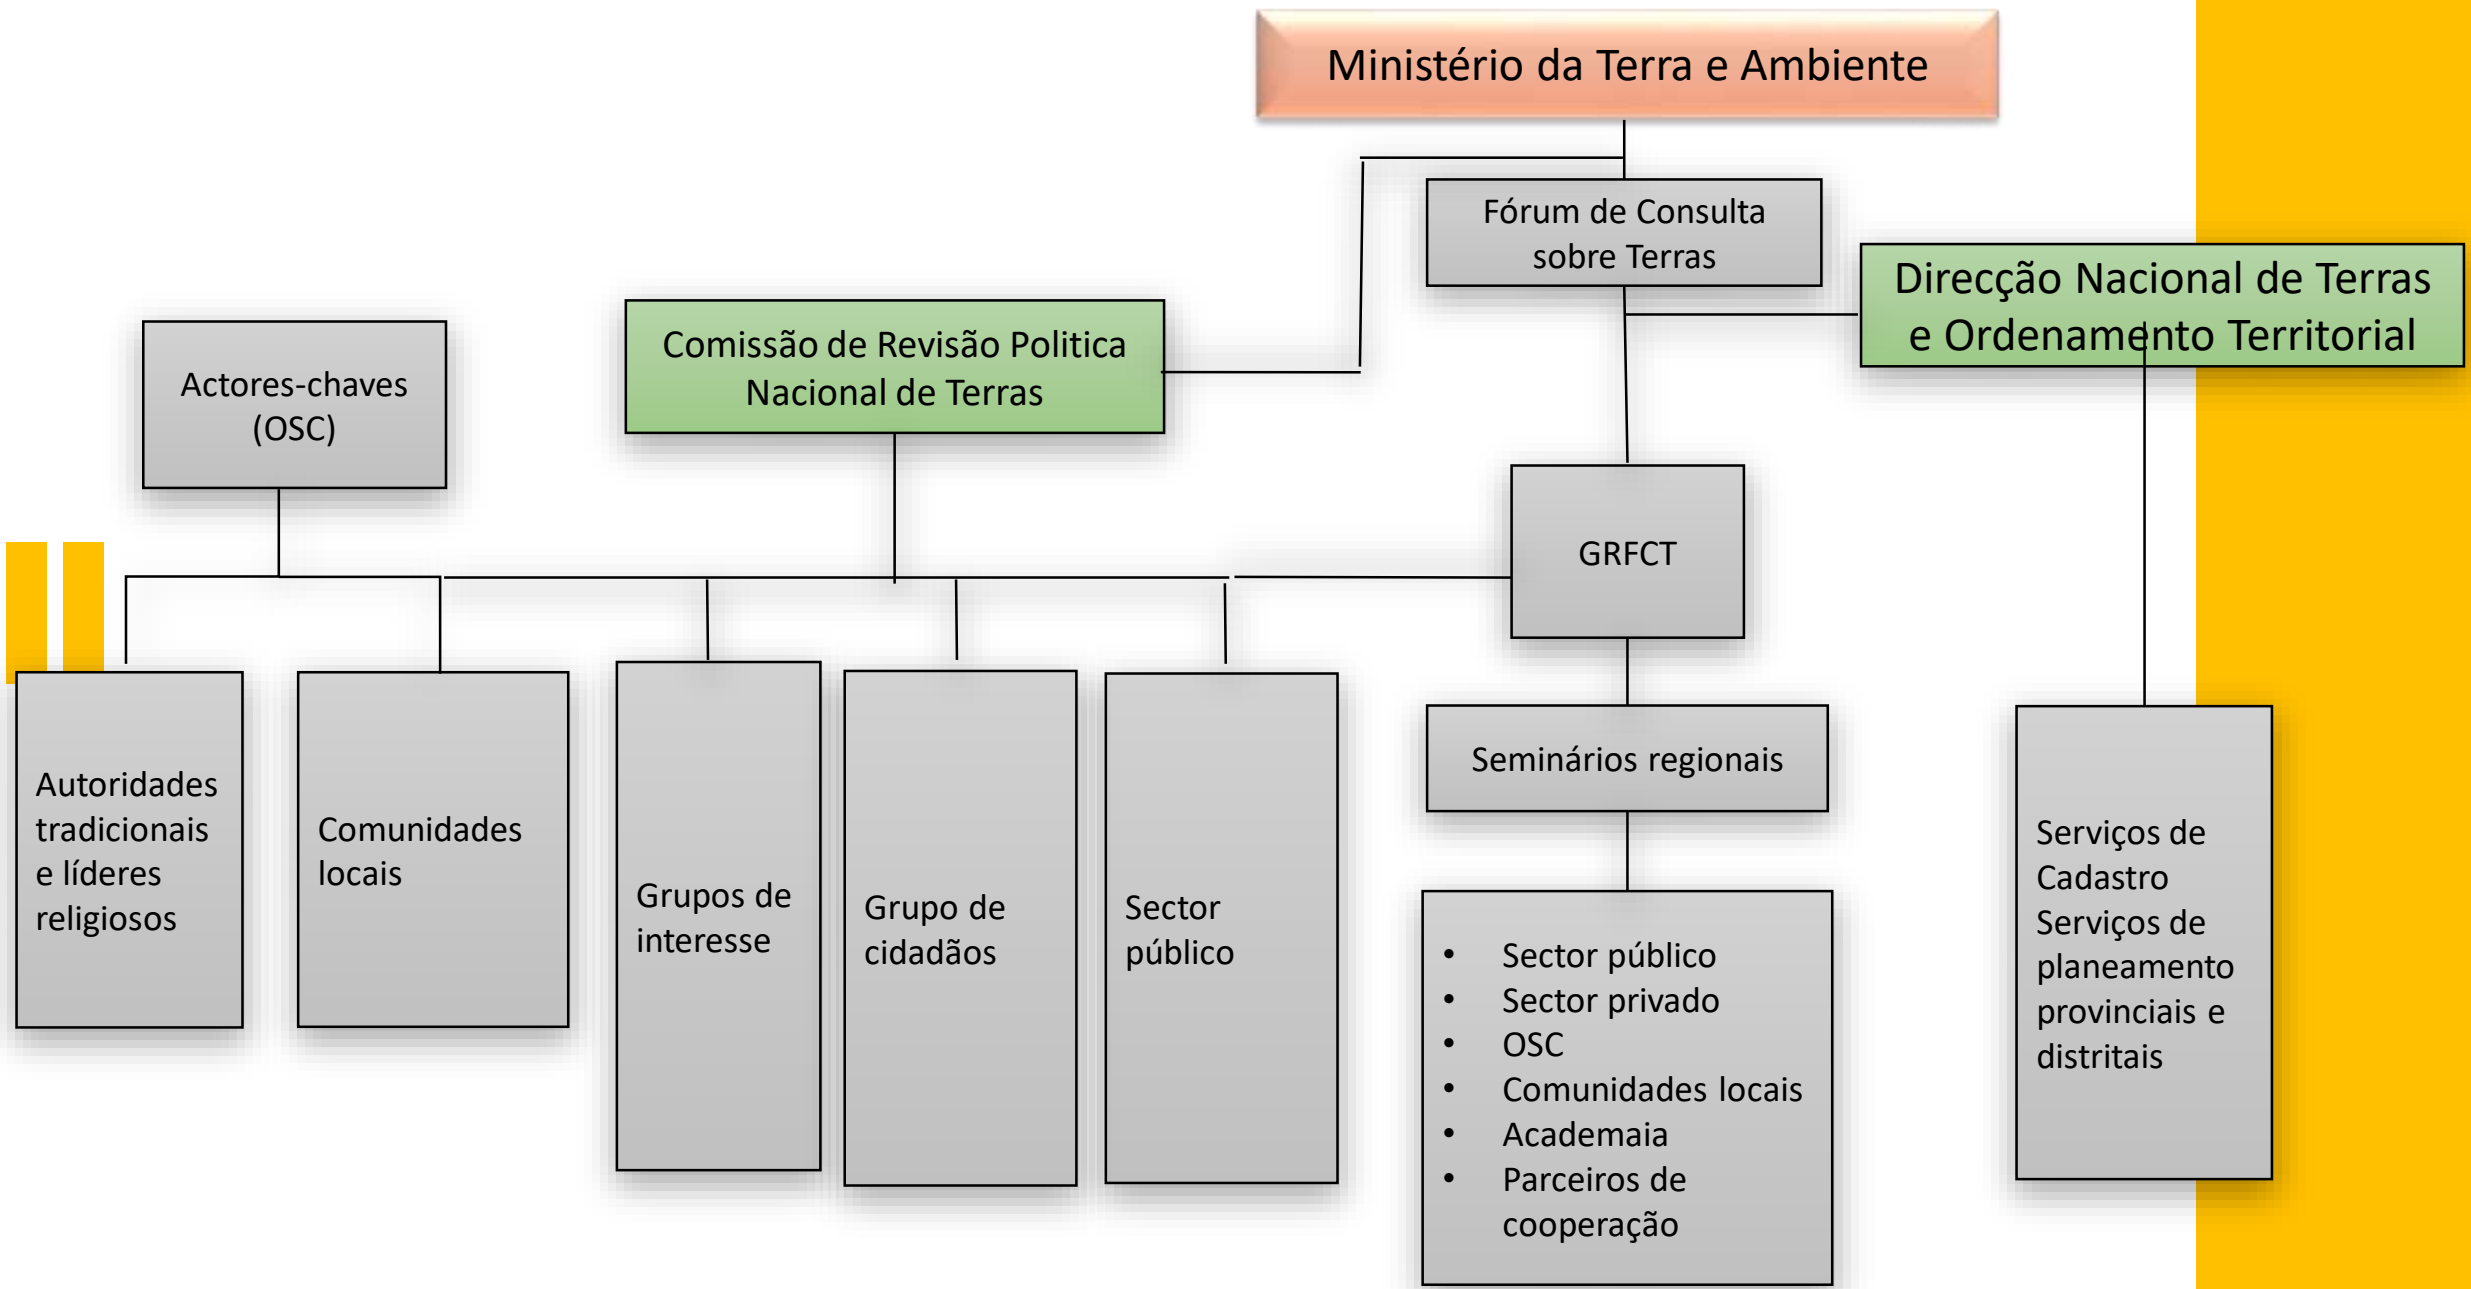 Ministério da Terra e Ambiente
Fórum de Consulta
sobre Terras
Direcção Nacional de Terras
e Ordenamento Territorial
Comissão de Revisão Politica
Nacional de Terras
Actores-chaves
(OSC)
GRFCT
Autoridades
tradicionais
e líderes
religiosos
Comunidades
locais
Grupos de
interesse
Grupo de
cidadãos
Sector
público
Seminários regionais
• Sector público
• Sector privado
• OSC
• Comunidades locais
• Academaia
• Parceiros de
cooperação
Serviços de
Cadastro
Serviços de
planeamento
provinciais e
distritais